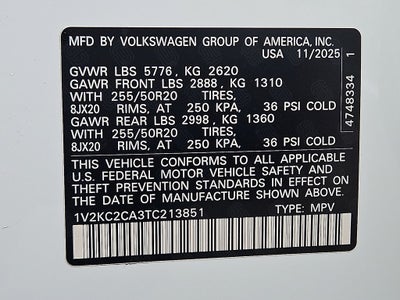 MFD BY VOLKSWAGEN GROUP OF AMERICA, INC.
USA 11/2025
GVWR LBS 5776 , KG 2620
GAWR FRONT LBS 2888 , KG 1310
WITH 255/50R20 TIRES,
8JX20 RIMS, AT 250 KPA, 36 PSI COLD
GAWR REAR LBS 2998 , KG 1360
WITH 255/50R20 TIRES,
8JX20 RIMS, AT 250 KPA, 36 PSI COLD
THIS VEHICLE CONFORMS TO ALL APPLICABLE
U.S. FEDERAL MOTOR VEHICLE SAFETY AND
THEFT PREVENTION STANDARDS IN EFFECT ON
THE DATE OF MANUFACTURE SHOWN ABOVE.
1V2KC2CA3TC213851 TYPE: MPV
4748334 1